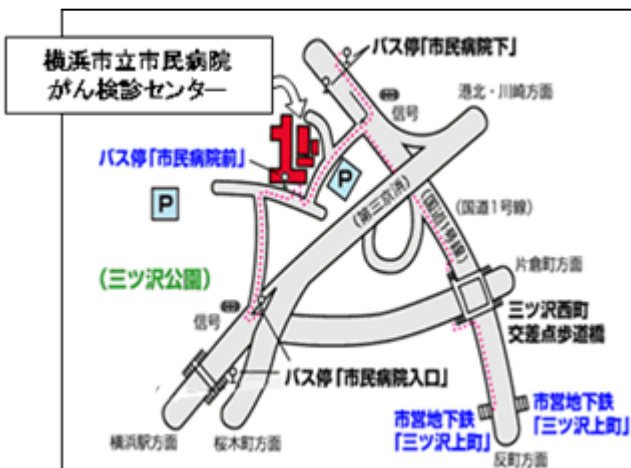 横浜市立市民病院
がん検診センター
バス停「市民病院下」
信号
港北・川崎方面
バス停「市民病院前」
P
P
(第三京浜)
(国道1号線)
(国道1号線)
(三ツ沢公園)
片倉町方面
三ツ沢西町
交差点歩道橋
信号
バス停「市民病院入口」
市営地下鉄
「三ツ沢上町」
市営地下鉄
「三ツ沢上町」
横浜駅方面
桜木町方面
反町方面